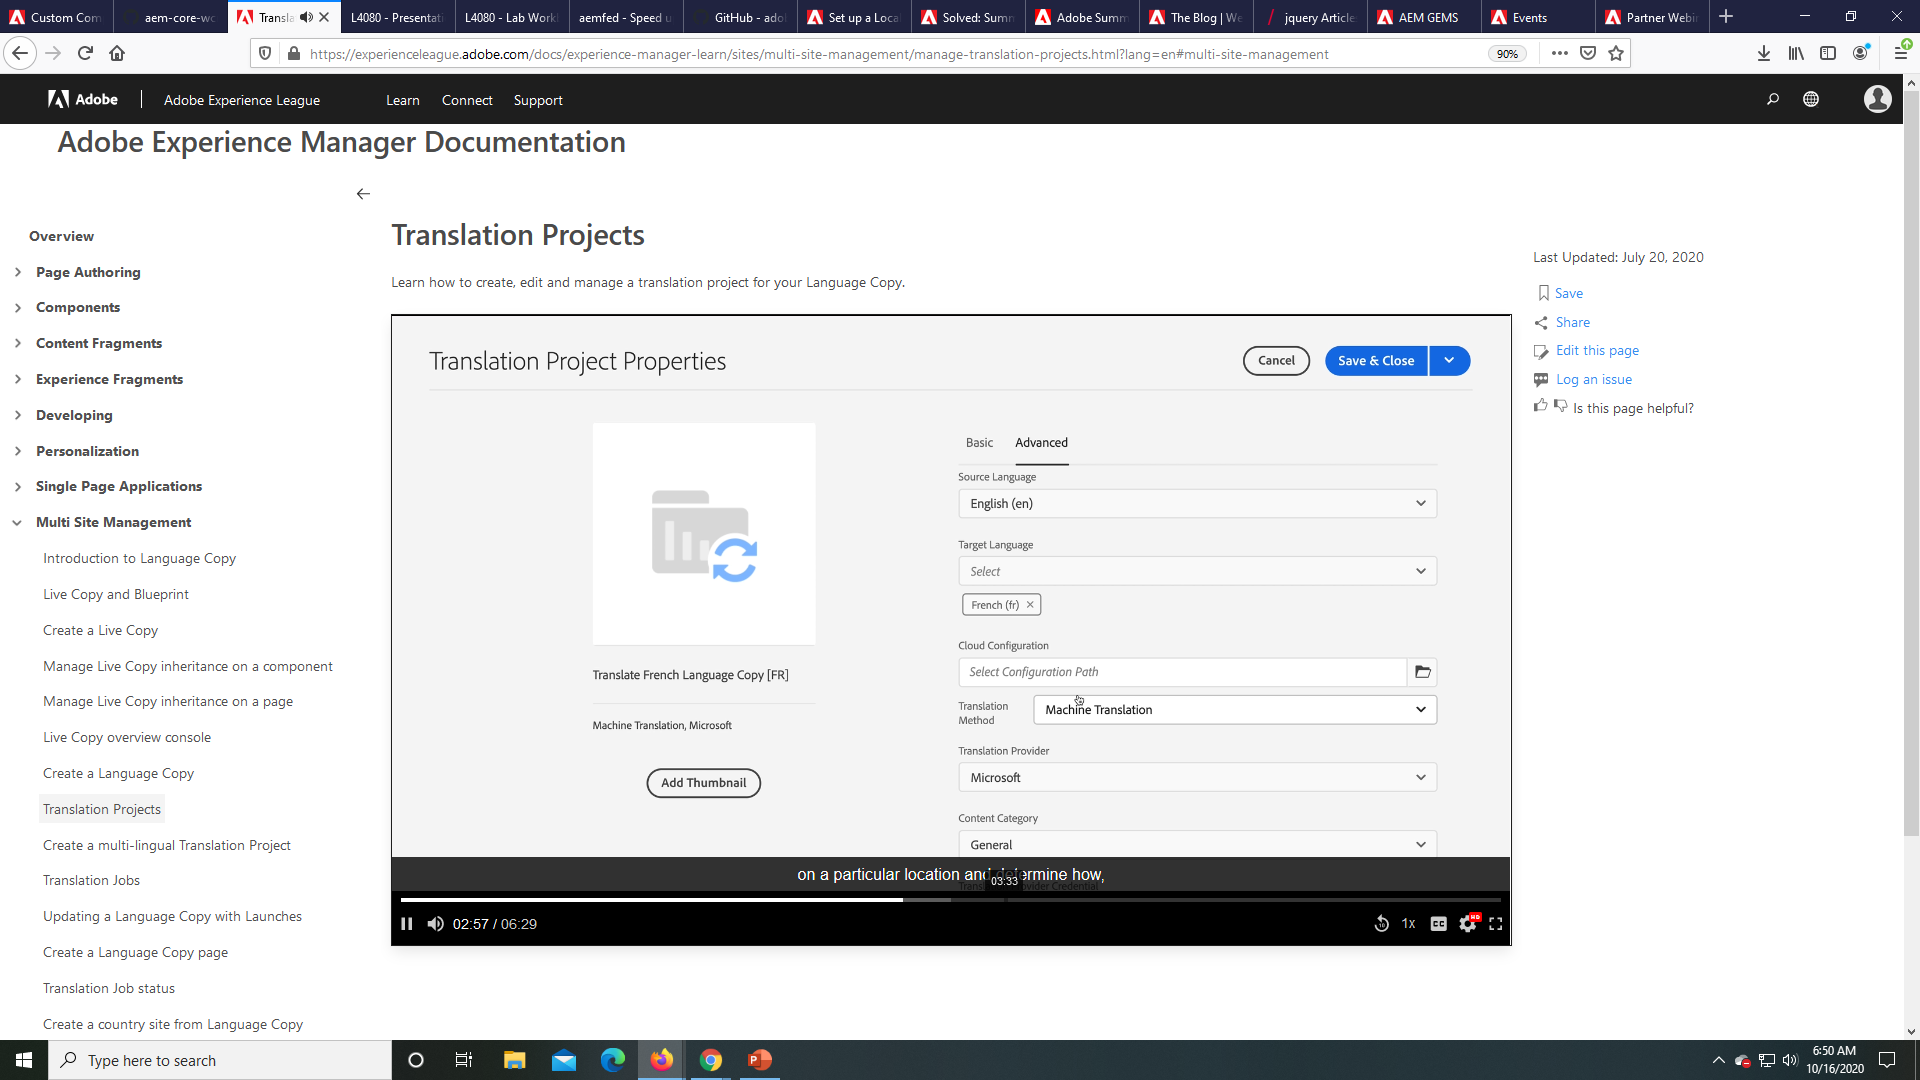 Custom Com
aem-core-wc
Transla
L4080 - Presentati
L4080 - Lab Work
aemfed - Speed u
GitHub - ado
Set up a Loca
Solved: Sum
Adobe Summ
The Blog | We
jquery Article
AEM GEMS
Events
Partner Webi
https://experienceleague.adobe.com/docs/experience-manager-learn/sites/multi-site-management/manage-translation-projects.html?lang=en#multi-site-management
90%
Adobe
Adobe Experience League
Learn
Connect
Support
Adobe Experience Manager Documentation
Overview
Page Authoring
Components
Content Fragments
Experience Fragments
Developing
Personalization
Single Page Applications
Multi Site Management
Introduction to Language Copy
Live Copy and Blueprint
Create a Live Copy
Manage Live Copy inheritance on a component
Manage Live Copy inheritance on a page
Live Copy overview console
Create a Language Copy
Translation Projects
Create a multi-lingual Translation Project
Translation Jobs
Updating a Language Copy with Launches
Create a Language Copy page
Translation Job status
Create a country site from Language Copy
Translation Projects
Learn how to create, edit and manage a translation project for your Language Copy.
Translation Project Properties
Cancel
Save & Close
Translate French Language Copy [FR]
Machine Translation, Microsoft
Add Thumbnail
Basic
Advanced
Source Language
English (en)
Target Language
Select
French (fr)
Cloud Configuration
Select Configuration Path
Translation
Method
Machine Translation
Translation Provider
Microsoft
Content Category
General
on a particular location and determine how,
03:33
02:57 / 06:29
10
1x
CC
HD
Last Updated: July 20, 2020
Save
Share
Edit this page
Log an issue
Is this page helpful?
Type here to search
6:50 AM
10/16/2020